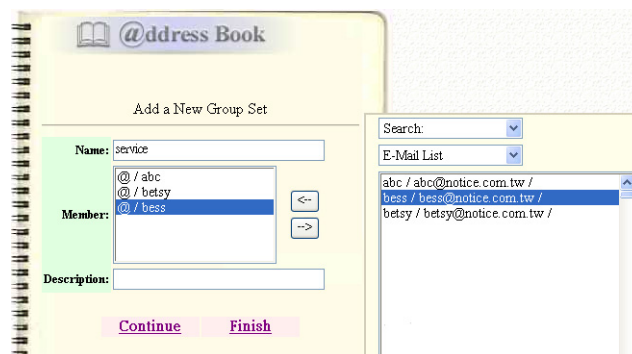 @ddress Book
Add a New Group Set
Name: service
@ / abc
@ / betsy
@ / bess
Member:
<--
-->
Description:
Continue Finish
Search:
E-Mail List
abc / abc@notice.com.tw /
bess / bess@notice.com.tw /
betsy / betsy@notice.com.tw /